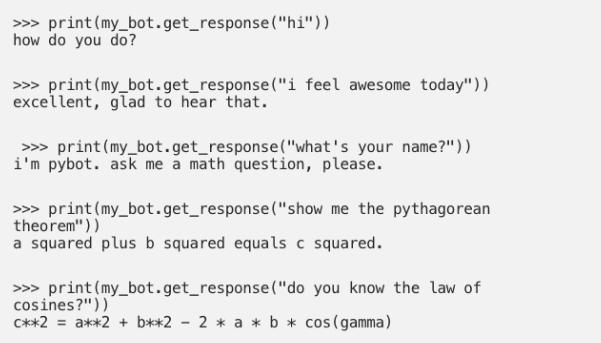 >>> print(my_bot.get_response("hi"))
how do you do?
>>> print(my_bot.get_response("i feel awesome today"))
excellent, glad to hear that.
>>> print(my_bot.get_response("what's your name?"))
i'm pybot. ask me a math question, please.
>>> print(my_bot.get_response("show me the pythagorean
theorem"))
a squared plus b squared equals c squared.
>>> print(my_bot.get_response("do you know the law of
cosines?"))
c**2 = a**2 + b**2 − 2 * a * b * cos(gamma)